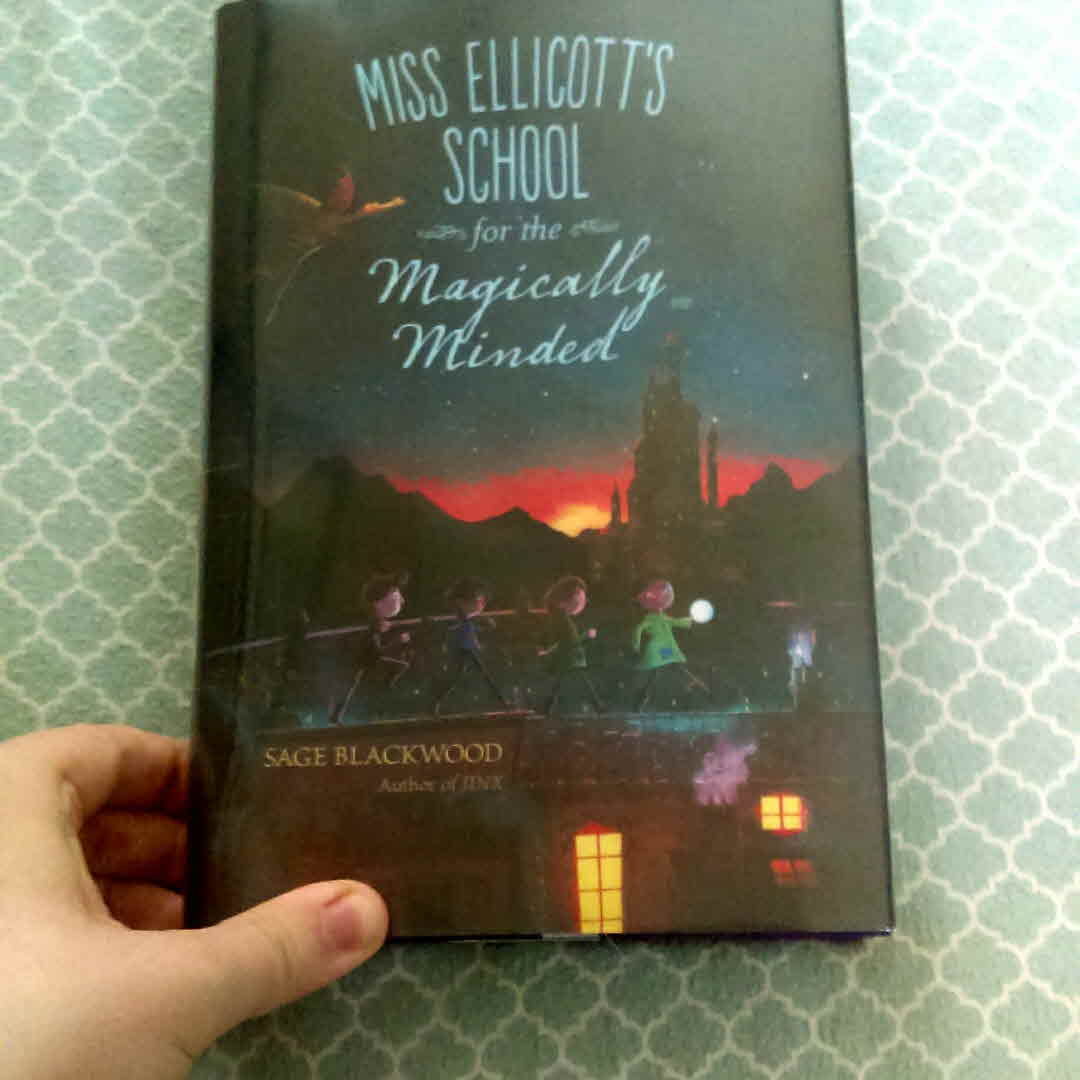 MISS ELLICOTT'S
SCHOOL
for the
Magically
Minded
SAGE BLACKWOOD
Author of JINX